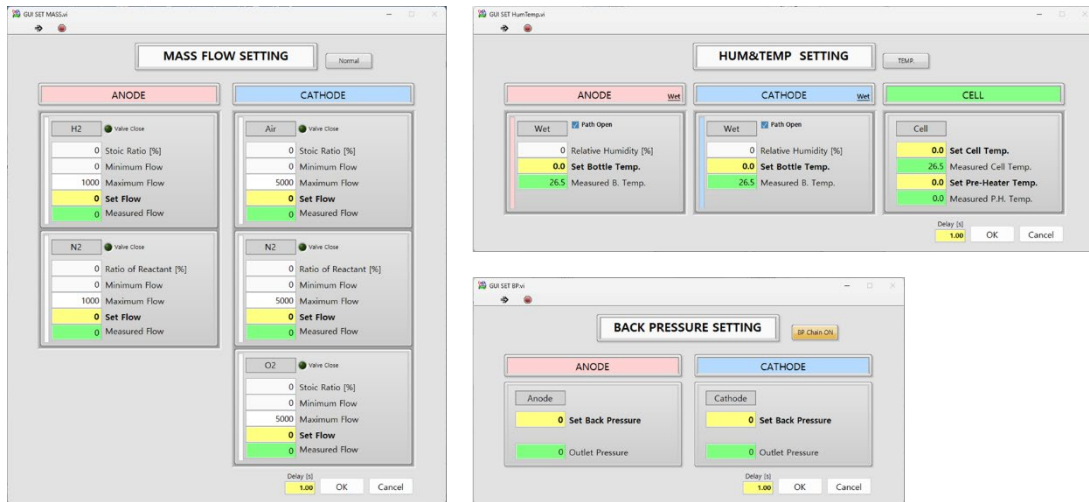 GUI SET MASS.vi
MASS FLOW SETTING
Normal
ANODE
CATHODE
H2
Valve Close
0 Stoic Ratio [%]
0 Minimum Flow
1000 Maximum Flow
0 Set Flow
0 Measured Flow
Air
Valve Close
0 Stoic Ratio [%]
0 Minimum Flow
5000 Maximum Flow
0 Set Flow
0 Measured Flow
N2
Valve Close
0 Ratio of Reactant [%]
1000 Maximum Flow
0 Set Flow
0 Measured Flow
N2
Valve Close
0 Ratio of Reactant [%]
5000 Maximum Flow
0 Set Flow
0 Measured Flow
O2
Valve Close
0 Stoic Ratio [%]
0 Minimum Flow
5000 Maximum Flow
0 Set Flow
0 Measured Flow
Delay [s]
1.00 OK Cancel
GUI SET HumTemp.vi
HUM&TEMP SETTING
TEMP.
ANODE Wet
CATHODE Wet
CELL
Wet
Path Open
0 Relative Humidity [%]
0.0 Set Bottle Temp.
26.5 Measured B. Temp.
Wet
Path Open
0 Relative Humidity [%]
0.0 Set Bottle Temp.
26.5 Measured B. Temp.
Cell
0.0 Set Cell Temp.
26.5 Measured Cell Temp.
0.0 Set Pre-Heater Temp.
0.0 Measured P.H. Temp.
Delay [s]
1.00 OK Cancel
GUI SET BP.vi
BACK PRESSURE SETTING
BP Chain ON
ANODE
CATHODE
Anode
0 Set Back Pressure
0 Outlet Pressure
Cathode
0 Set Back Pressure
0 Outlet Pressure
Delay [s]
1.00 OK Cancel